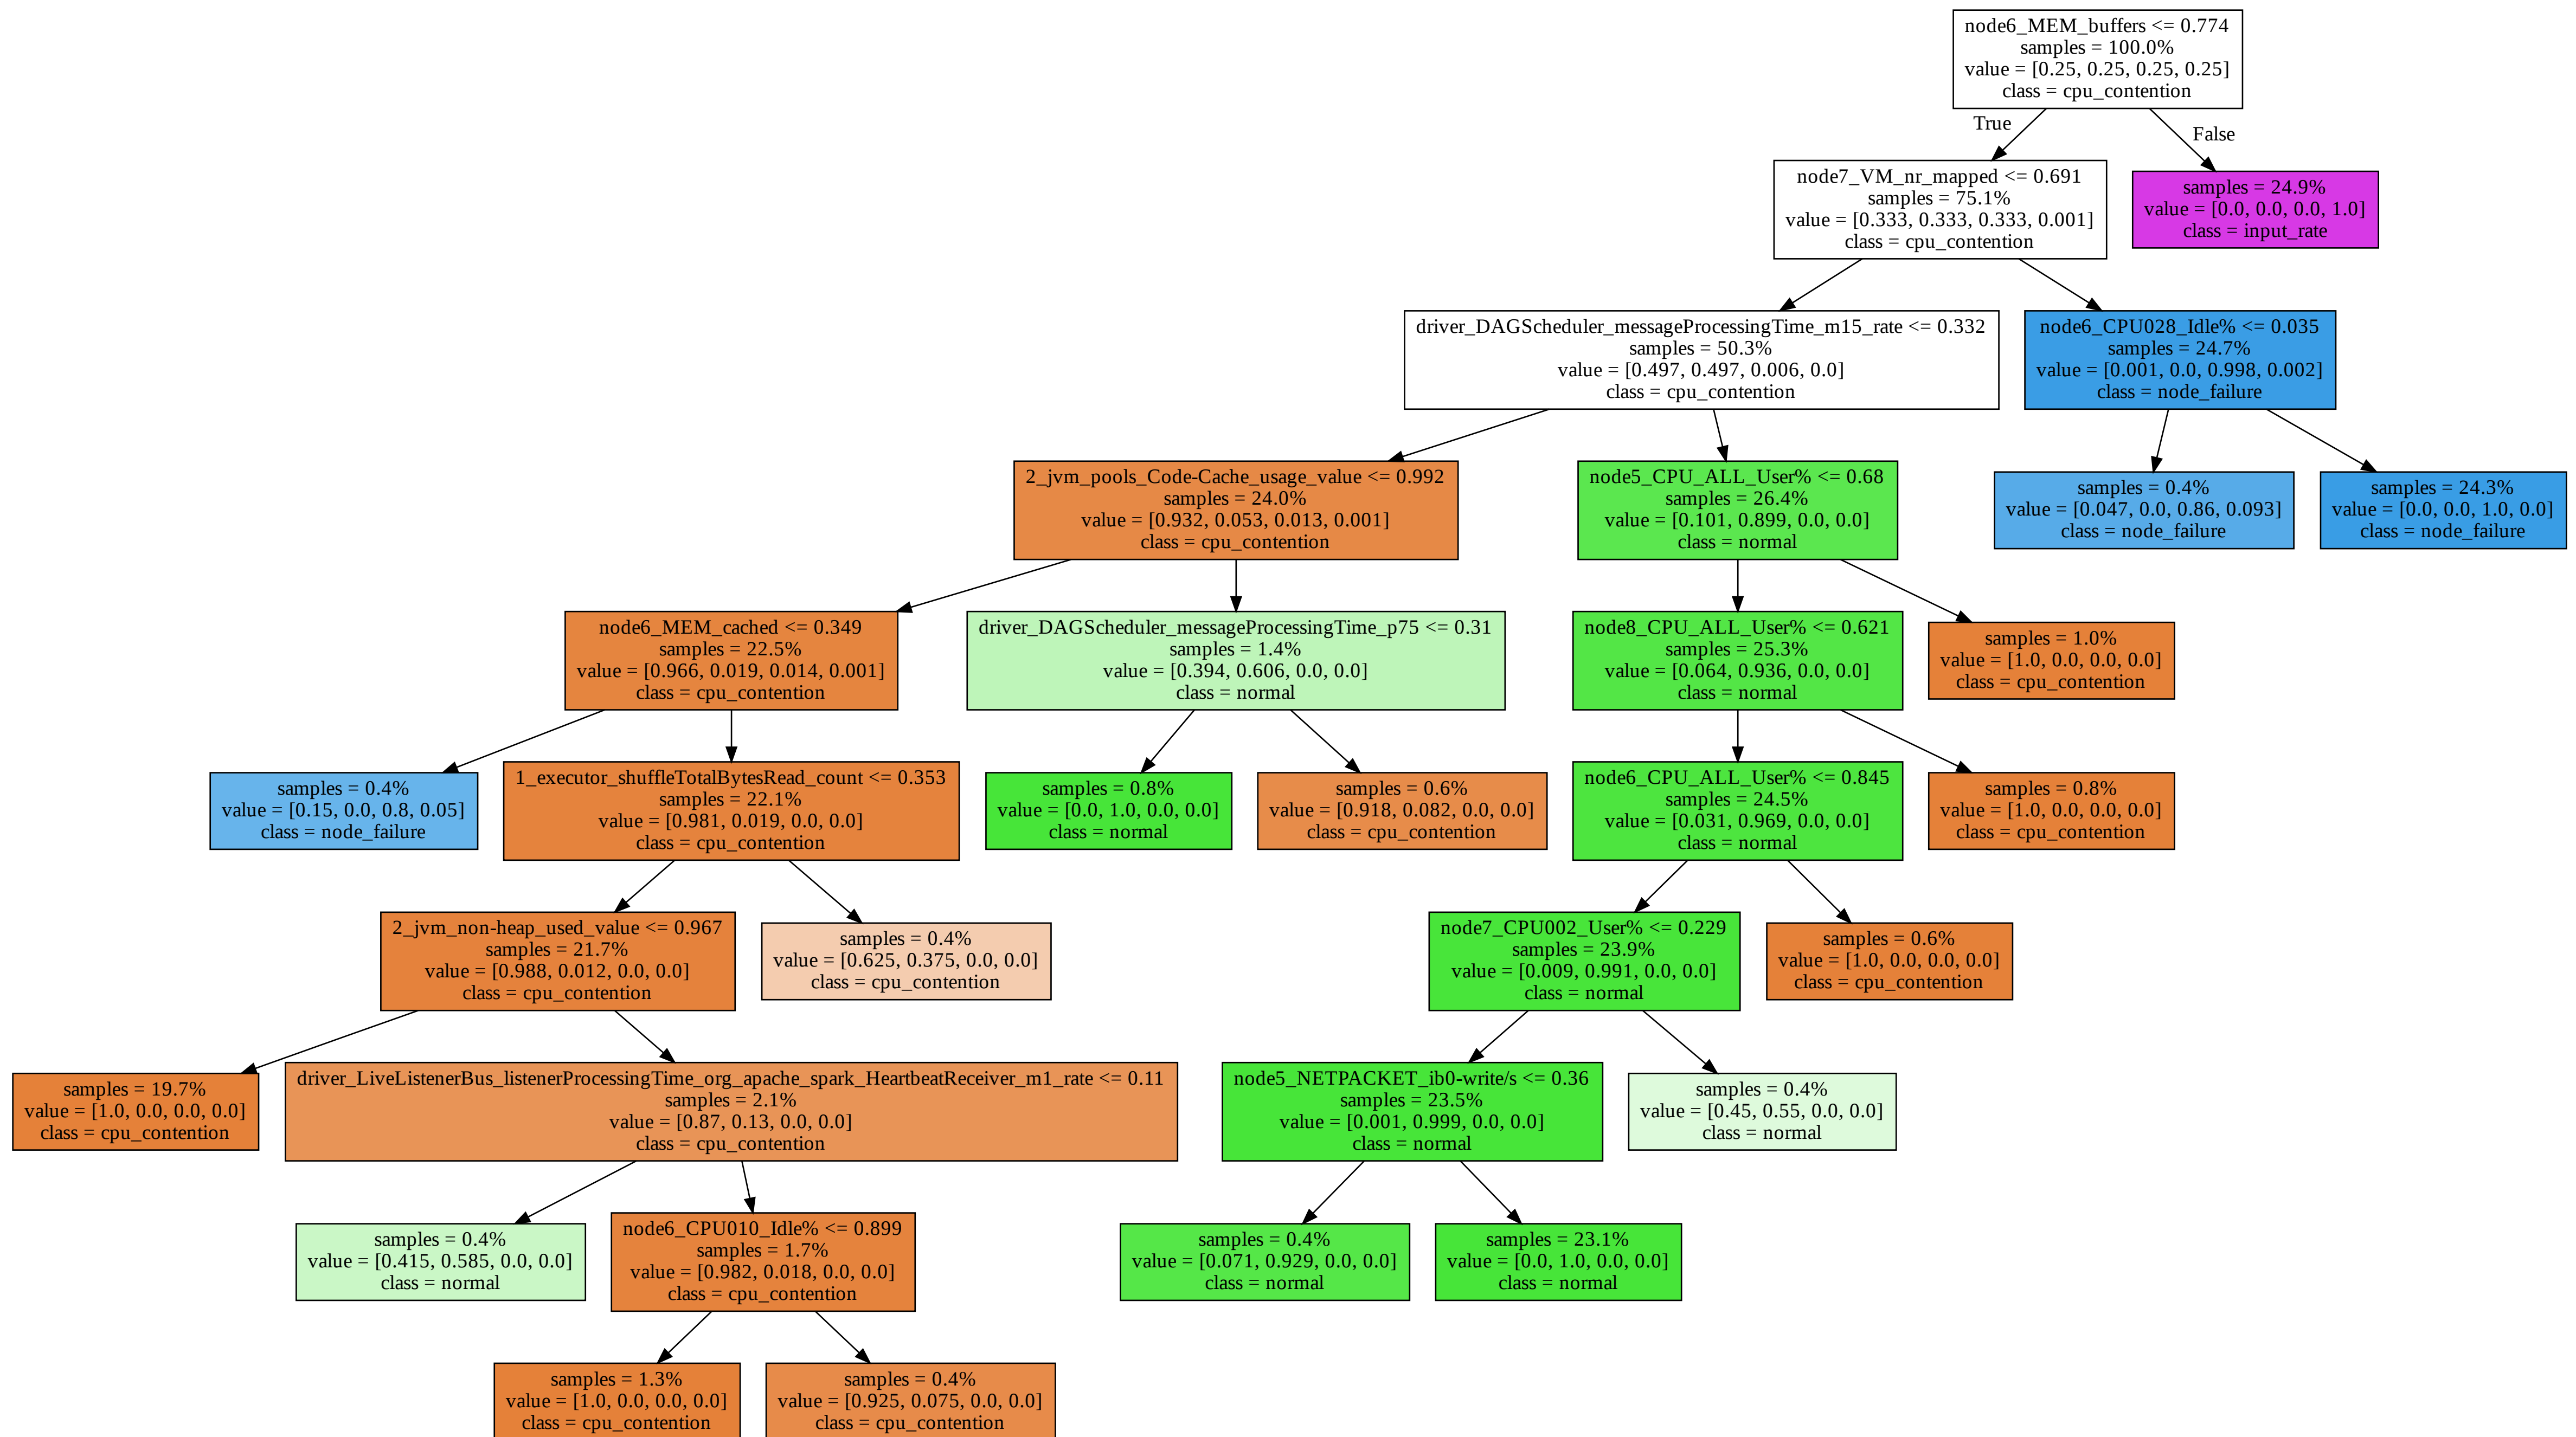 node6_MEM_buffers <= 0.774
samples = 100.0%
value = [0.25, 0.25, 0.25, 0.25]
class = cpu_contention
True
False
node7_VM_nr_mapped <= 0.691
samples = 75.1%
value = [0.333, 0.333, 0.333, 0.001]
class = cpu_contention
samples = 24.9%
value = [0.0, 0.0, 0.0, 1.0]
class = input_rate
driver_DAGScheduler_messageProcessingTime_m15_rate <= 0.332
samples = 50.3%
value = [0.497, 0.497, 0.006, 0.0]
class = cpu_contention
node6_CPU028_Idle% <= 0.035
samples = 24.7%
value = [0.001, 0.0, 0.998, 0.002]
class = node_failure
2_jvm_pools_Code-Cache_usage_value <= 0.992
samples = 24.0%
value = [0.932, 0.053, 0.013, 0.001]
class = cpu_contention
node5_CPU_ALL_User% <= 0.68
samples = 26.4%
value = [0.101, 0.899, 0.0, 0.0]
class = normal
samples = 0.4%
value = [0.047, 0.0, 0.86, 0.093]
class = node_failure
samples = 24.3%
value = [0.0, 0.0, 1.0, 0.0]
class = node_failure
node6_MEM_cached <= 0.349
samples = 22.5%
value = [0.966, 0.019, 0.014, 0.001]
class = cpu_contention
driver_DAGScheduler_messageProcessingTime_p75 <= 0.31
samples = 1.4%
value = [0.394, 0.606, 0.0, 0.0]
class = normal
node8_CPU_ALL_User% <= 0.621
samples = 25.3%
value = [0.064, 0.936, 0.0, 0.0]
class = normal
samples = 1.0%
value = [1.0, 0.0, 0.0, 0.0]
class = cpu_contention
samples = 0.4%
value = [0.15, 0.0, 0.8, 0.05]
class = node_failure
1_executor_shuffleTotalBytesRead_count <= 0.353
samples = 22.1%
value = [0.981, 0.019, 0.0, 0.0]
class = cpu_contention
samples = 0.8%
value = [0.0, 1.0, 0.0, 0.0]
class = normal
samples = 0.6%
value = [0.918, 0.082, 0.0, 0.0]
class = cpu_contention
node6_CPU_ALL_User% <= 0.845
samples = 24.5%
value = [0.031, 0.969, 0.0, 0.0]
class = normal
samples = 0.8%
value = [1.0, 0.0, 0.0, 0.0]
class = cpu_contention
2_jvm_non-heap_used_value <= 0.967
samples = 21.7%
value = [0.988, 0.012, 0.0, 0.0]
class = cpu_contention
samples = 0.4%
value = [0.625, 0.375, 0.0, 0.0]
class = cpu_contention
node7_CPU002_User% <= 0.229
samples = 23.9%
value = [0.009, 0.991, 0.0, 0.0]
class = normal
samples = 0.6%
value = [1.0, 0.0, 0.0, 0.0]
class = cpu_contention
samples = 19.7%
value = [1.0, 0.0, 0.0, 0.0]
class = cpu_contention
driver_LiveListenerBus_listenerProcessingTime_org_apache_spark_HeartbeatReceiver_m1_rate <= 0.11
samples = 2.1%
value = [0.87, 0.13, 0.0, 0.0]
class = cpu_contention
node5_NETPACKET_ib0-write/s <= 0.36
samples = 23.5%
value = [0.001, 0.999, 0.0, 0.0]
class = normal
samples = 0.4%
value = [0.45, 0.55, 0.0, 0.0]
class = normal
samples = 0.4%
value = [0.415, 0.585, 0.0, 0.0]
class = normal
node6_CPU010_Idle% <= 0.899
samples = 1.7%
value = [0.982, 0.018, 0.0, 0.0]
class = cpu_contention
samples = 0.4%
value = [0.071, 0.929, 0.0, 0.0]
class = normal
samples = 23.1%
value = [0.0, 1.0, 0.0, 0.0]
class = normal
samples = 1.3%
value = [1.0, 0.0, 0.0, 0.0]
class = cpu_contention
samples = 0.4%
value = [0.925, 0.075, 0.0, 0.0]
class = cpu_contention